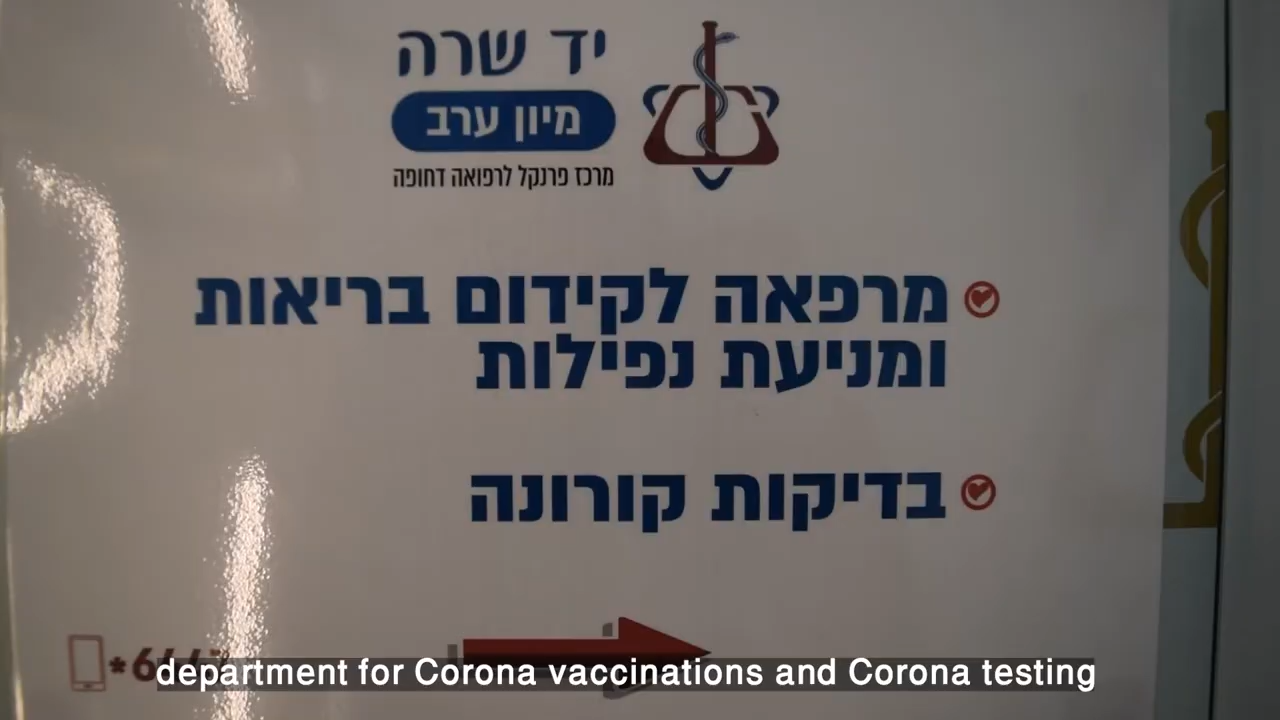 יד שרה
מיון ערב
מרכז פרנקל לרפואה דחופה
מרפאה לקידום בריאות
ומניעת נפילות
בדיקות קורונה
department for Corona vaccinations and Corona testing